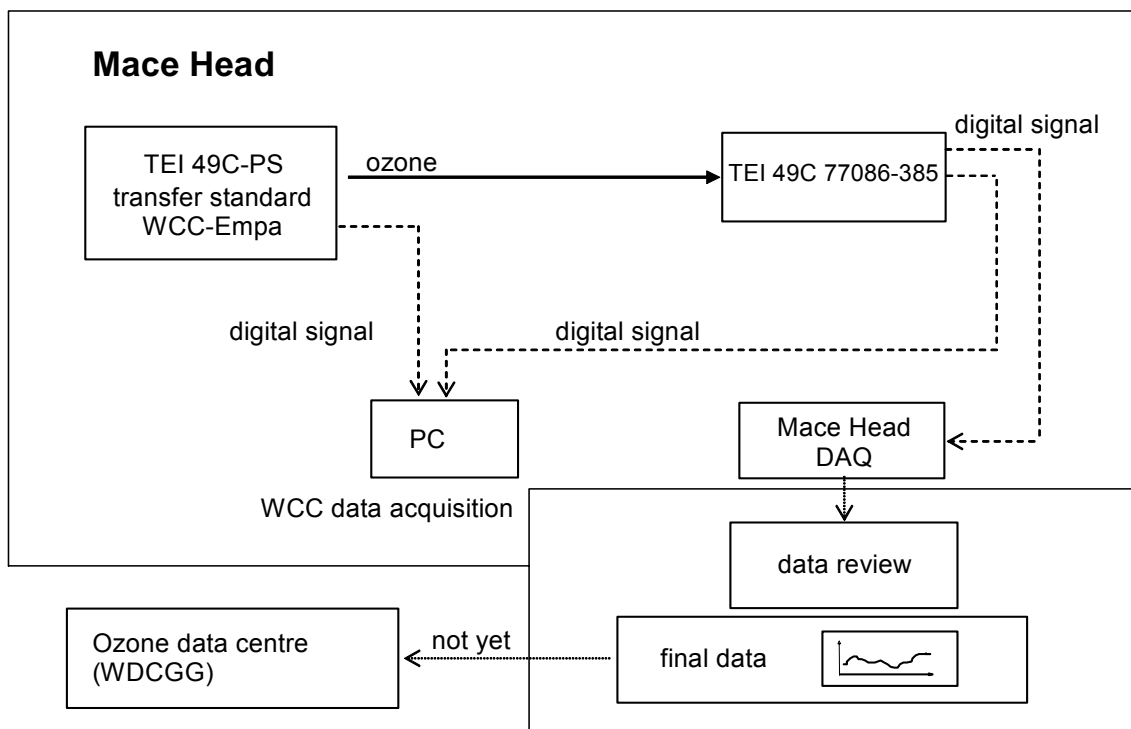 Mace Head
digital signal
TEI 49C-PS
transfer standard
WCC-Empa
ozone
TEI 49C 77086-385
digital signal
digital signal
PC
Mace Head
DAQ
WCC data acquisition
data review
Ozone data centre
(WDCGG)
not yet
final data